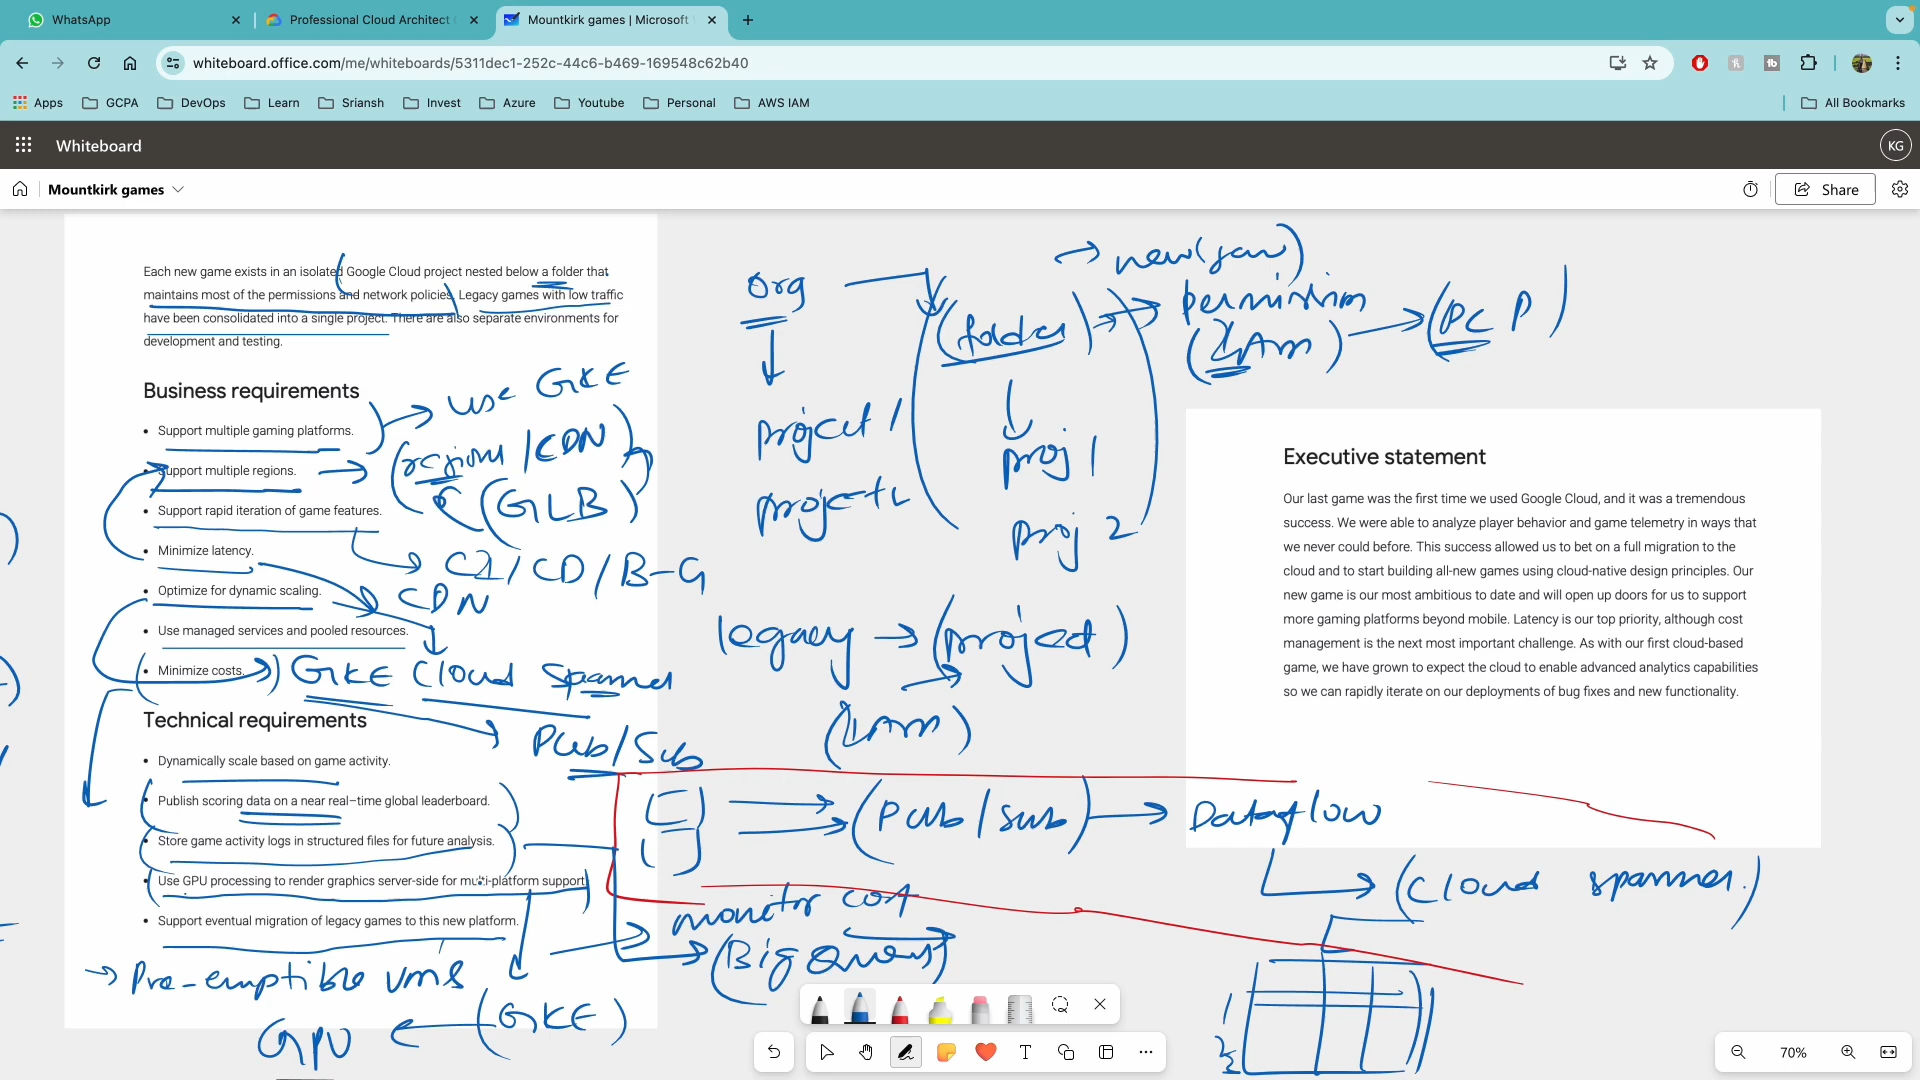 WhatsApp
Professional Cloud Architect
Mountkirk games | Microsoft
whiteboard.office.com/me/whiteboards/5311dec1-252c-44c6-b469-169548c62b40
Apps GCPA DevOps Learn Sriansh Invest Azure Youtube Personal AWS IAM All Bookmarks
Whiteboard KG
Mountkirk games Share
Each new game exists in an isolated Google Cloud project nested below a folder that
maintains most of the permissions and network policies. Legacy games with low traffic
have been consolidated into a single project. There are also separate environments for
development and testing.
Business requirements
use GKE
• Support multiple gaming platforms.
• Support multiple regions.
(regions/CDN)
(GLB)
• Support rapid iteration of game features.
• Minimize latency.
CI/CD/B-G
• Optimize for dynamic scaling.
CDN
• Use managed services and pooled resources.
• Minimize costs.
GKE Cloud Spanner
Technical requirements
Pub/Sub
• Dynamically scale based on game activity.
• Publish scoring data on a near real-time global leaderboard.
• Store game activity logs in structured files for future analysis.
• Use GPU processing to render graphics server-side for multi-platform support.
• Support eventual migration of legacy games to this new platform.
Pre-emptible vms
(GKE)
GPU
org
project 1
(folder)
proj 1
proj 2
permission
(IAM)
legacy (project)
(IAM)
(Pub/Sub) Dataflow
(Cloud spanner)
monitor cost
(Big Query)
1
2
Executive statement
Our last game was the first time we used Google Cloud, and it was a tremendous
success. We were able to analyze player behavior and game telemetry in ways that
we never could before. This success allowed us to bet on a full migration to the
cloud and to start building all-new games using cloud-native design principles. Our
new game is our most ambitious to date and will open up doors for us to support
more gaming platforms beyond mobile. Latency is our top priority, although cost
management is the next most important challenge. As with our first cloud-based
game, we have grown to expect the cloud to enable advanced analytics capabilities
so we can rapidly iterate on our deployments of bug fixes and new functionality.
70%